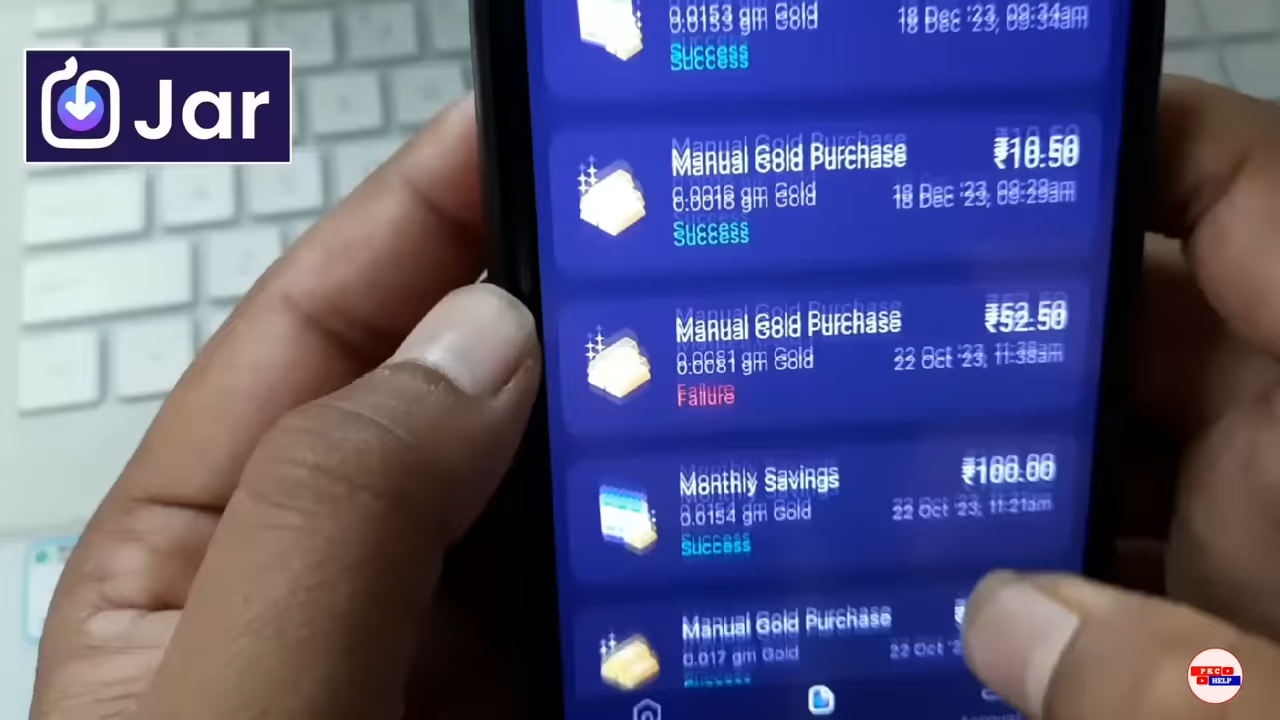 Jar
0.0153 gm Gold
18 Dec '23, 09:34am
Success
Manual Gold Purchase
₹10.50
0.0016 gm Gold
18 Dec '23, 09:29am
Success
Manual Gold Purchase
₹52.50
0.0081 gm Gold
22 Oct '23, 11:38am
Failure
Monthly Savings
₹100.00
0.0154 gm Gold
22 Oct '23, 11:21am
Success
Manual Gold Purchase
0.017 gm Gold
22 Oct
Success
PKC
HELP